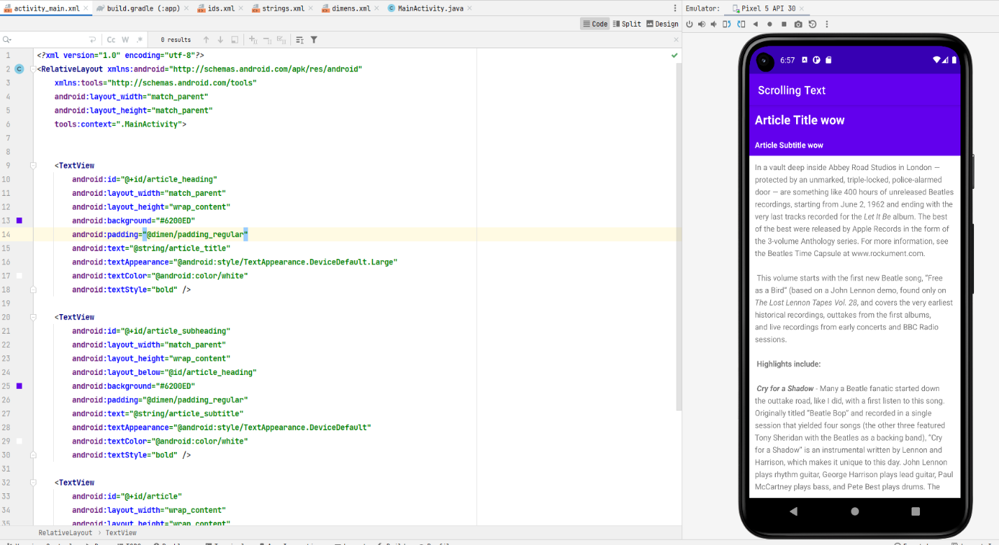 activity_main.xml
build.gradle (:app)
ids.xml
strings.xml
dimens.xml
MainActivity.java
Emulator:
Pixel 5 API 30
Code
Split
Design
Cc
W
.*
0 results
1 <?xml version="1.0" encoding="utf-8"?>
2 <RelativeLayout xmlns:android="http://schemas.android.com/apk/res/android"
3 xmlns:tools="http://schemas.android.com/tools"
4 android:layout_width="match_parent"
5 android:layout_height="match_parent"
6 tools:context=".MainActivity">
7
8
9 <TextView
10 android:id="@+id/article_heading"
11 android:layout_width="match_parent"
12 android:layout_height="wrap_content"
13 android:background="#6200ED"
14 android:padding="@dimen/padding_regular"
15 android:text="@string/article_title"
16 android:textAppearance="@android:style/TextAppearance.DeviceDefault.Large"
17 android:textColor="@android:color/white"
18 android:textStyle="bold" />
19
20 <TextView
21 android:id="@+id/article_subheading"
22 android:layout_width="match_parent"
23 android:layout_height="wrap_content"
24 android:layout_below="@id/article_heading"
25 android:background="#6200ED"
26 android:padding="@dimen/padding_regular"
27 android:text="@string/article_subtitle"
28 android:textAppearance="@android:style/TextAppearance.DeviceDefault"
29 android:textColor="@android:color/white"
30 android:textStyle="bold" />
31
32 <TextView
33 android:id="@+id/article"
34 android:layout_width="wrap_content"
35 android:layout_height="wrap_content"
RelativeLayout › TextView
6:57
Scrolling Text
Article Title wow
Article Subtitle wow
In a vault deep inside Abbey Road Studios in London —
protected by an unmarked, triple-locked, police-alarmed
door — are something like 400 hours of unreleased Beatles
recordings, starting from June 2, 1962 and ending with the
very last tracks recorded for the Let It Be album. The best
of the best were released by Apple Records in the form of
the 3-volume Anthology series. For more information, see
the Beatles Time Capsule at www.rockument.com.
This volume starts with the first new Beatle song, “Free
as a Bird” (based on a John Lennon demo, found only on
The Lost Lennon Tapes Vol. 28, and covers the very earliest
historical recordings, outtakes from the first albums,
and live recordings from early concerts and BBC Radio
sessions.
Highlights include:
Cry for a Shadow - Many a Beatle fanatic started down
the outtake road, like I did, with a first listen to this song.
Originally titled “Beatle Bop” and recorded in a single
session that yielded four songs (the other three featured
Tony Sheridan with the Beatles as a backing band), “Cry
for a Shadow” is an instrumental written by Lennon and
Harrison, which makes it unique to this day. John Lennon
plays rhythm guitar, George Harrison plays lead guitar, Paul
McCartney plays bass, and Pete Best plays drums. The